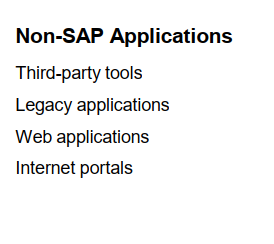 Non-SAP Applications
Third-party tools
Legacy applications
Web applications
Internet portals